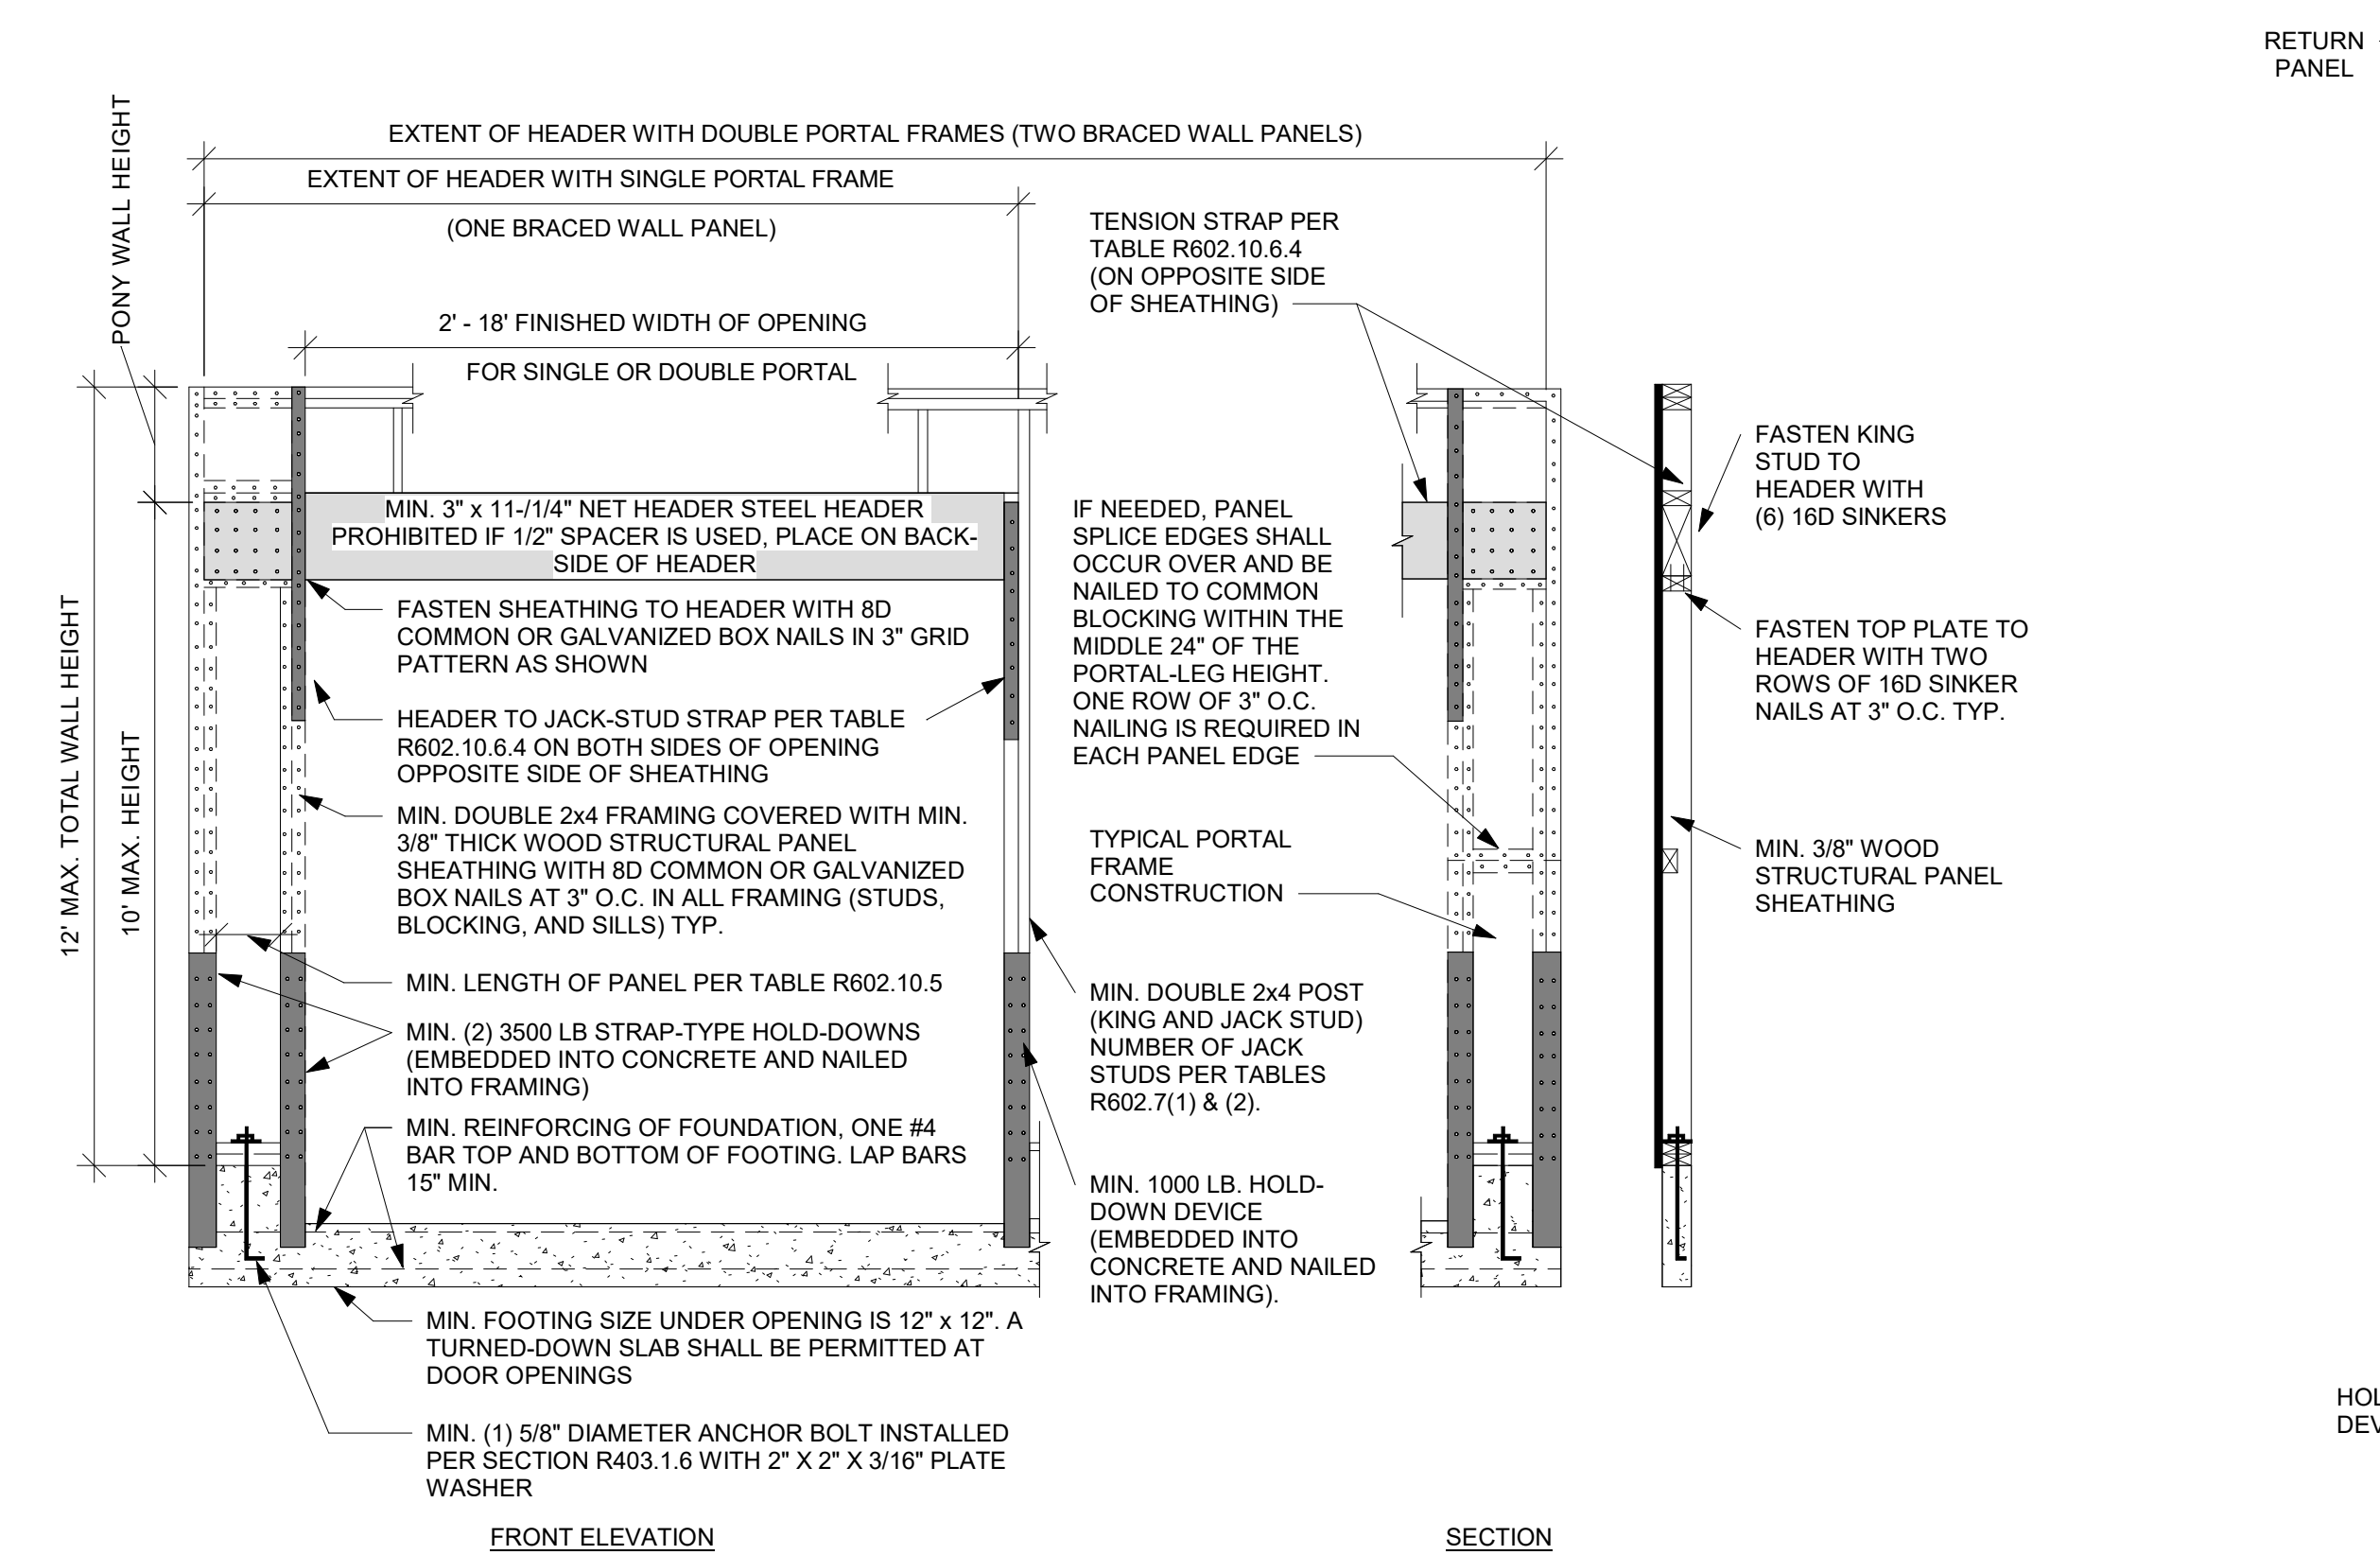 RETURN
PANEL
PONY WALL HEIGHT
EXTENT OF HEADER WITH DOUBLE PORTAL FRAMES (TWO BRACED WALL PANELS)
EXTENT OF HEADER WITH SINGLE PORTAL FRAME
(ONE BRACED WALL PANEL)
2' - 18' FINISHED WIDTH OF OPENING
FOR SINGLE OR DOUBLE PORTAL
12' MAX. TOTAL WALL HEIGHT
10' MAX. HEIGHT
MIN. 3" x 11-/1/4" NET HEADER STEEL HEADER
PROHIBITED IF 1/2" SPACER IS USED, PLACE ON BACK-
SIDE OF HEADER
FASTEN SHEATHING TO HEADER WITH 8D
COMMON OR GALVANIZED BOX NAILS IN 3" GRID
PATTERN AS SHOWN
HEADER TO JACK-STUD STRAP PER TABLE
R602.10.6.4 ON BOTH SIDES OF OPENING
OPPOSITE SIDE OF SHEATHING
MIN. DOUBLE 2x4 FRAMING COVERED WITH MIN.
3/8" THICK WOOD STRUCTURAL PANEL
SHEATHING WITH 8D COMMON OR GALVANIZED
BOX NAILS AT 3" O.C. IN ALL FRAMING (STUDS,
BLOCKING, AND SILLS) TYP.
MIN. LENGTH OF PANEL PER TABLE R602.10.5
MIN. (2) 3500 LB STRAP-TYPE HOLD-DOWNS
(EMBEDDED INTO CONCRETE AND NAILED
INTO FRAMING)
MIN. REINFORCING OF FOUNDATION, ONE #4
BAR TOP AND BOTTOM OF FOOTING. LAP BARS
15" MIN.
MIN. FOOTING SIZE UNDER OPENING IS 12" x 12". A
TURNED-DOWN SLAB SHALL BE PERMITTED AT
DOOR OPENINGS
MIN. (1) 5/8" DIAMETER ANCHOR BOLT INSTALLED
PER SECTION R403.1.6 WITH 2" X 2" X 3/16" PLATE
WASHER
FRONT ELEVATION
TENSION STRAP PER
TABLE R602.10.6.4
(ON OPPOSITE SIDE
OF SHEATHING)
IF NEEDED, PANEL
SPLICE EDGES SHALL
OCCUR OVER AND BE
NAILED TO COMMON
BLOCKING WITHIN THE
MIDDLE 24" OF THE
PORTAL-LEG HEIGHT.
ONE ROW OF 3" O.C.
NAILING IS REQUIRED IN
EACH PANEL EDGE
TYPICAL PORTAL
FRAME
CONSTRUCTION
MIN. DOUBLE 2x4 POST
(KING AND JACK STUD)
NUMBER OF JACK
STUDS PER TABLES
R602.7(1) & (2).
MIN. 1000 LB. HOLD-
DOWN DEVICE
(EMBEDDED INTO
CONCRETE AND NAILED
INTO FRAMING).
FASTEN KING
STUD TO
HEADER WITH
(6) 16D SINKERS
FASTEN TOP PLATE TO
HEADER WITH TWO
ROWS OF 16D SINKER
NAILS AT 3" O.C. TYP.
MIN. 3/8" WOOD
STRUCTURAL PANEL
SHEATHING
SECTION